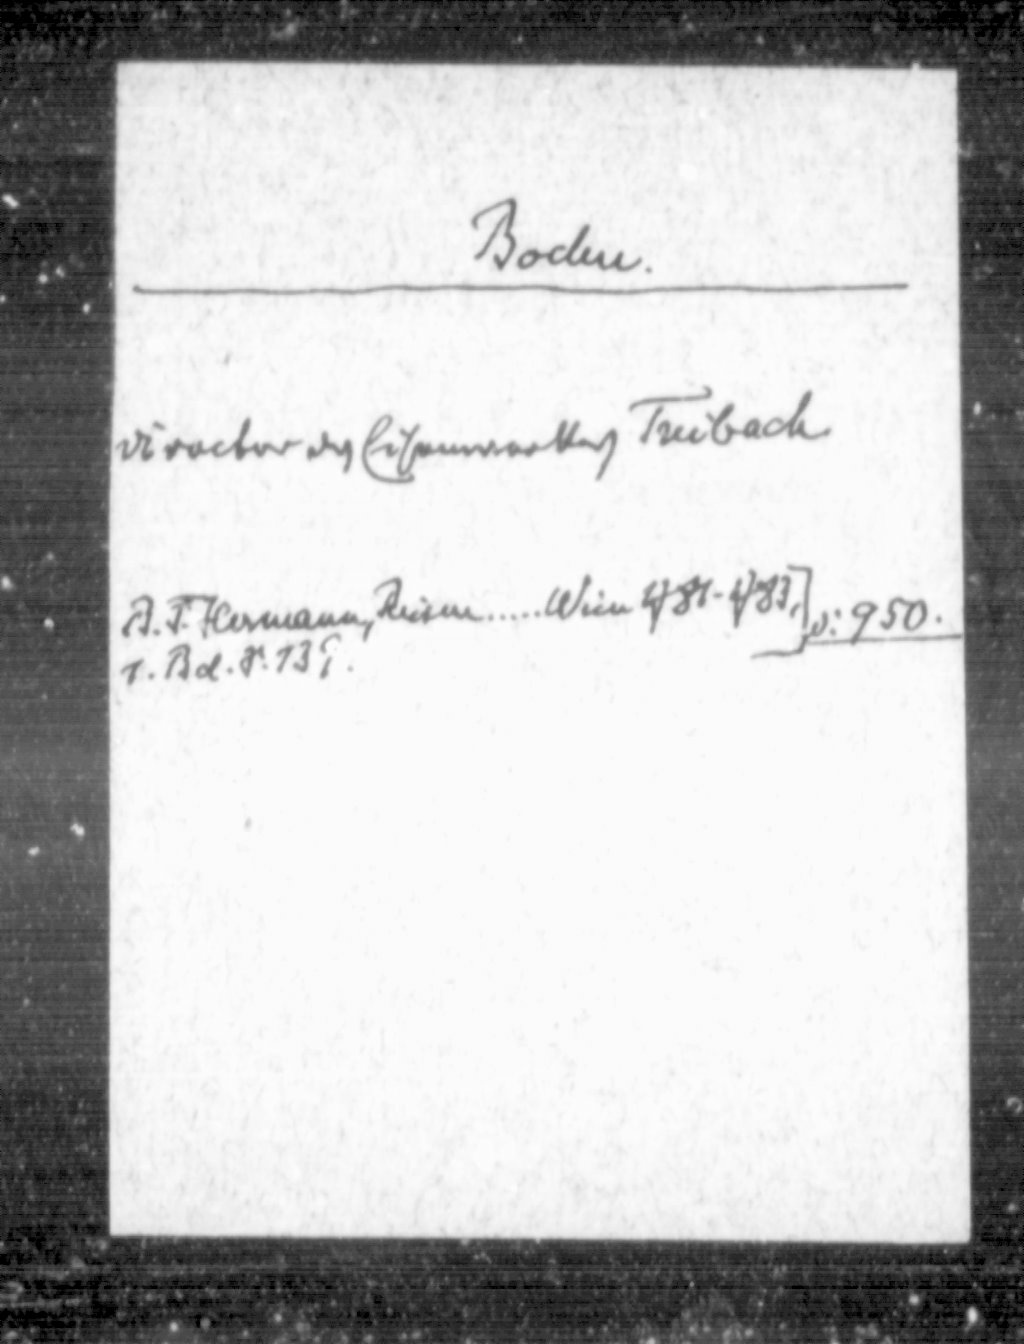 Boden.
Director des Eisenwerkes Treibach
B. F. Hermann, Reisen ..... Wien 1781-1783, ] S: 950.
1. Bd. S. 139.